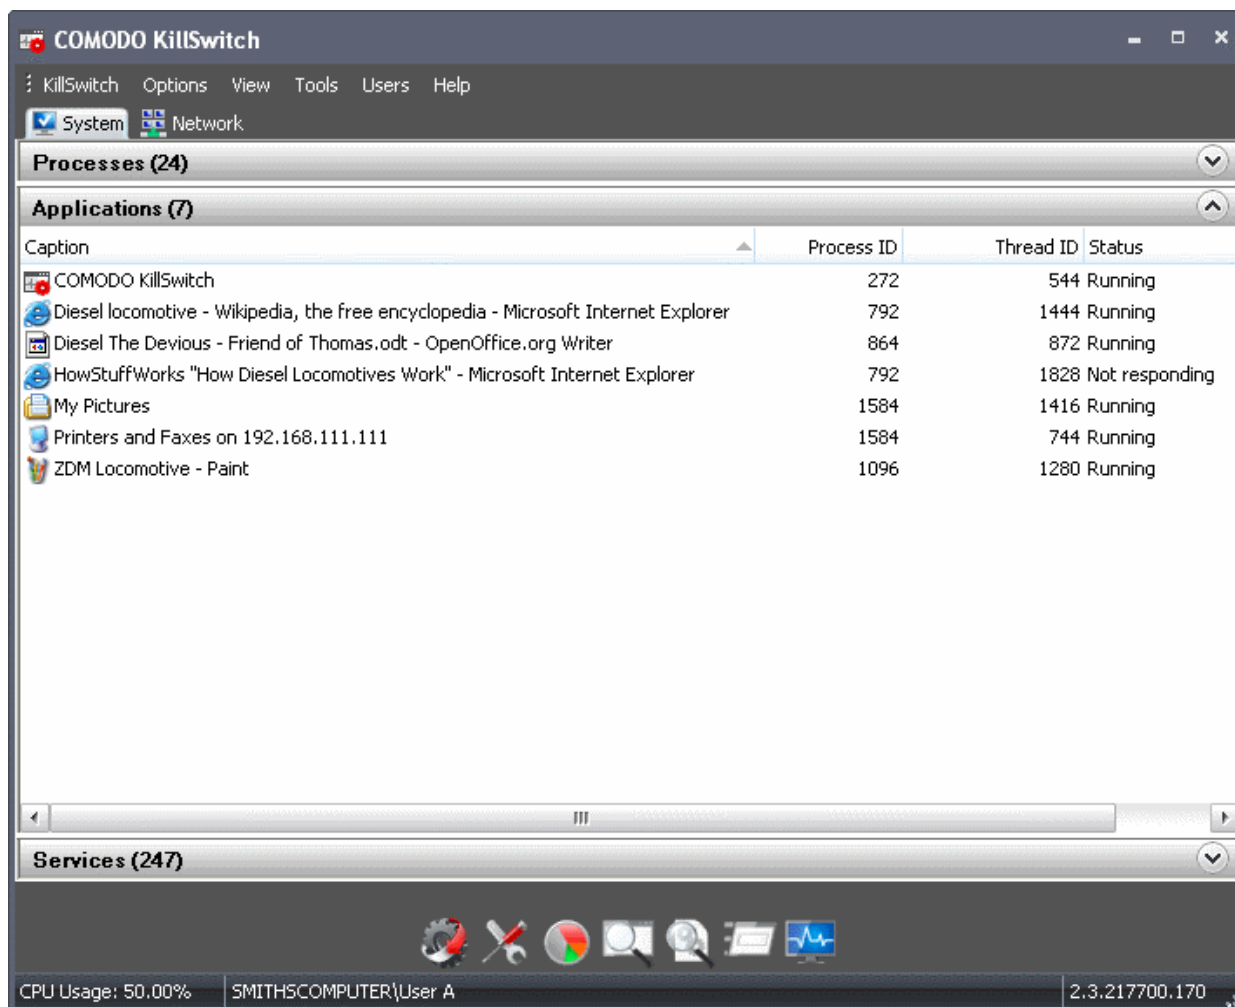 COMODO KillSwitch
KillSwitch Options View Tools Users Help
System Network
Processes (24)
Applications (7)
Caption Process ID Thread ID Status
COMODO KillSwitch 272 544 Running
Diesel locomotive - Wikipedia, the free encyclopedia - Microsoft Internet Explorer 792 1444 Running
Diesel The Devious - Friend of Thomas.odt - OpenOffice.org Writer 864 872 Running
HowStuffWorks "How Diesel Locomotives Work" - Microsoft Internet Explorer 792 1828 Not responding
My Pictures 1584 1416 Running
Printers and Faxes on 192.168.111.111 1584 744 Running
ZDM Locomotive - Paint 1096 1280 Running
Services (247)
CPU Usage: 50.00% SMITHSCOMPUTER\User A 2.3.217700.170